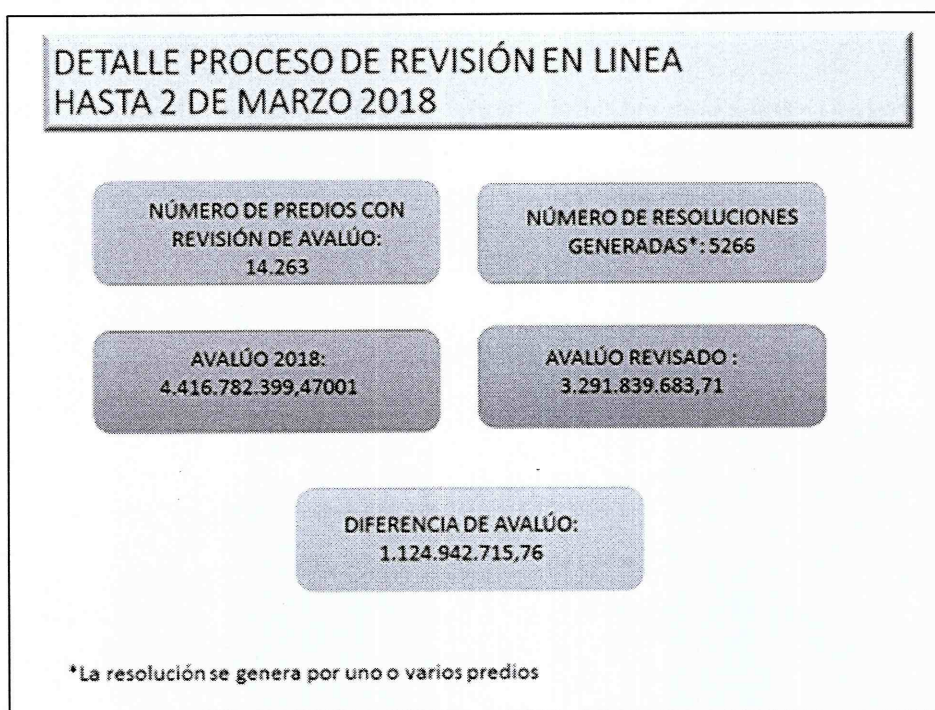 DETALLE PROCESO DE REVISIÓN EN LINEA
HASTA 2 DE MARZO 2018
NÚMERO DE PREDIOS CON
REVISIÓN DE AVALÚO:
14.263
NÚMERO DE RESOLUCIONES
GENERADAS*: 5266
AVALÚO 2018:
4.416.782.399,47001
AVALÚO REVISADO :
3.291.839.683,71
DIFERENCIA DE AVALÚO:
1.124.942.715,76
*La resolución se genera por uno o varios predios